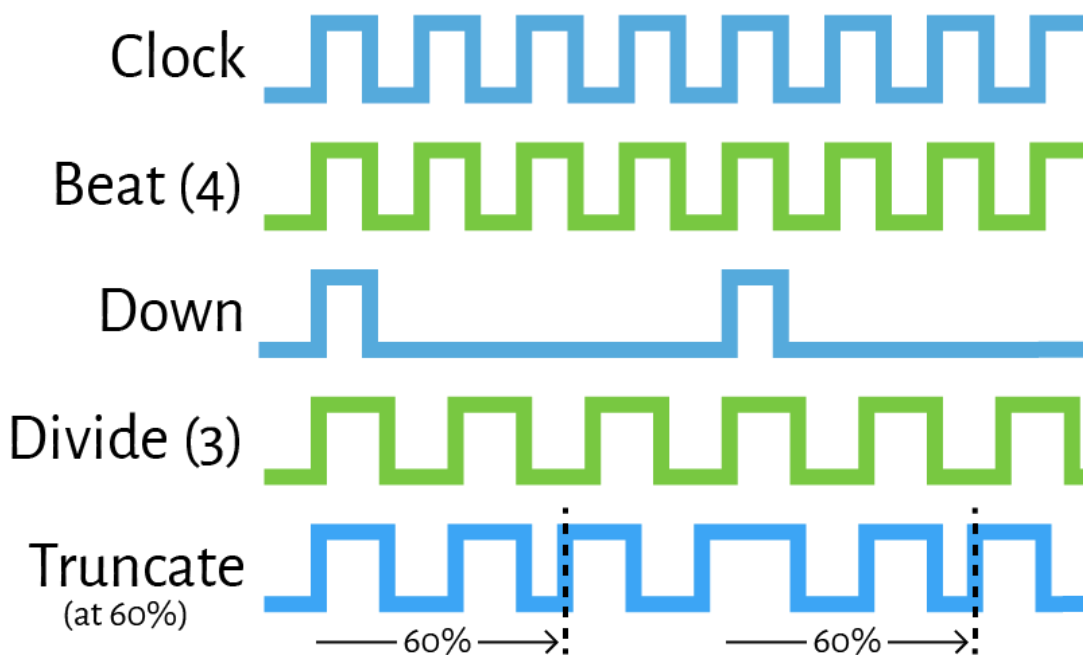 Clock
Beat (4)
Down
Divide (3)
Truncate
(at 60%)
60% 60%